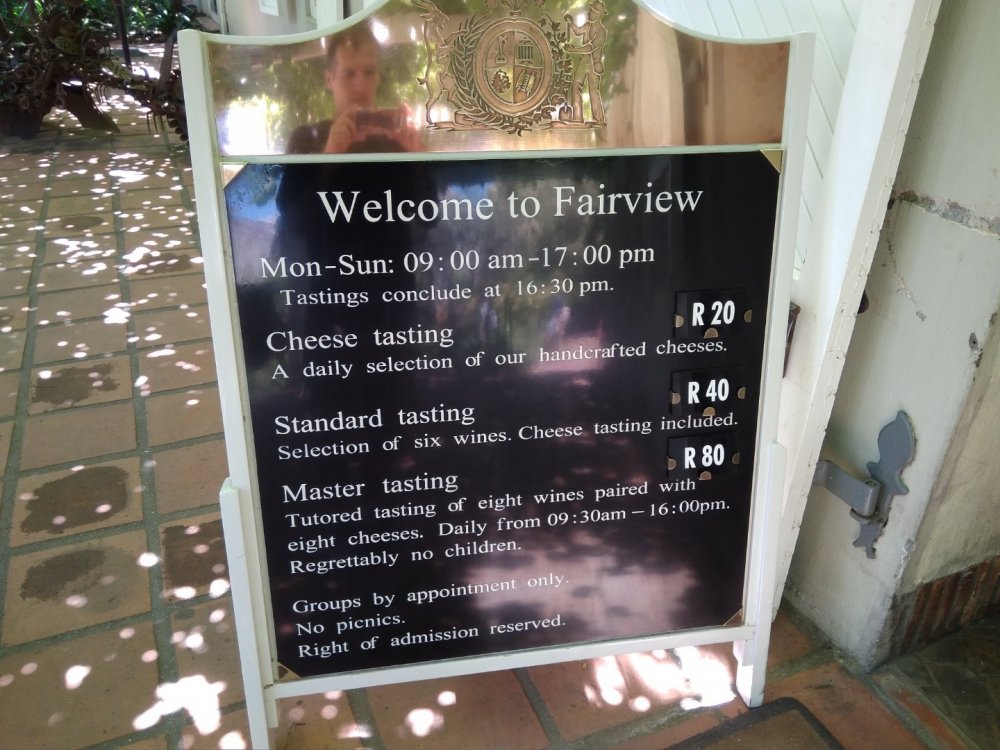 Welcome to Fairview
Mon-Sun: 09:00 am-17:00 pm
Tastings conclude at 16:30 pm.
Cheese tasting R 20
A daily selection of our handcrafted cheeses.
Standard tasting R 40
Selection of six wines. Cheese tasting included.
Master tasting R 80
Tutored tasting of eight wines paired with
eight cheeses. Daily from 09:30am – 16:00pm.
Regrettably no children.
Groups by appointment only.
No picnics.
Right of admission reserved.